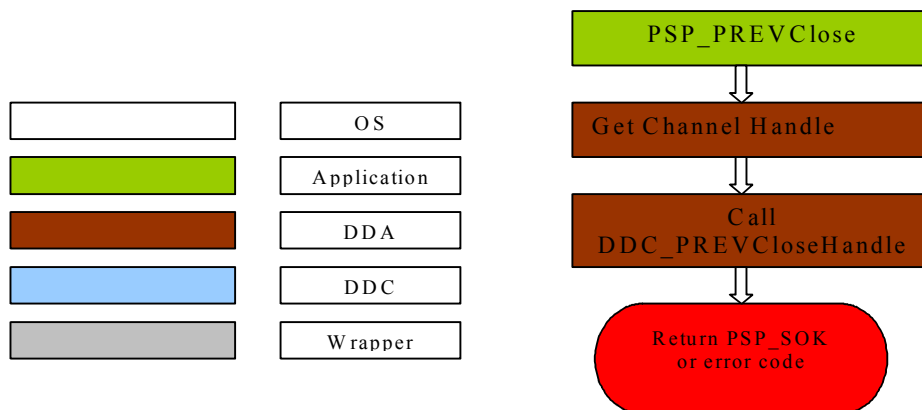 OS
Application
DDA
DDC
Wrapper
PSP_PREVClose
Get Channel Handle
Call
DDC_PREVCloseHandle
Return PSP_SOK
or error code